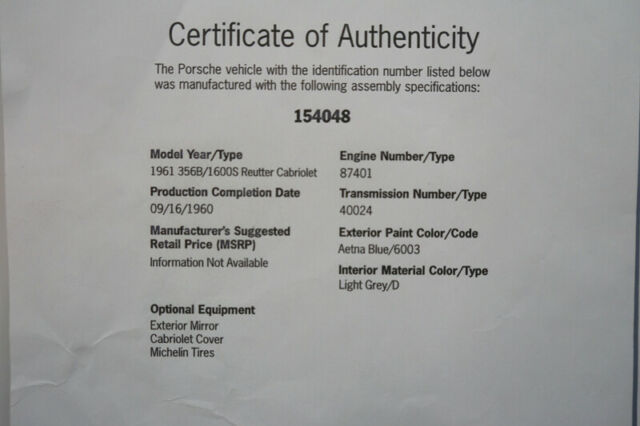 Certificate of Authenticity
The Porsche vehicle with the identification number listed below
was manufactured with the following assembly specifications:
154048
Model Year/Type
1961 356B/1600S Reutter Cabriolet
Production Completion Date
09/16/1960
Manufacturer's Suggested
Retail Price (MSRP)
Information Not Available
Engine Number/Type
87401
Transmission Number/Type
40024
Exterior Paint Color/Code
Aetna Blue/6003
Interior Material Color/Type
Light Grey/D
Optional Equipment
Exterior Mirror
Cabriolet Cover
Michelin Tires